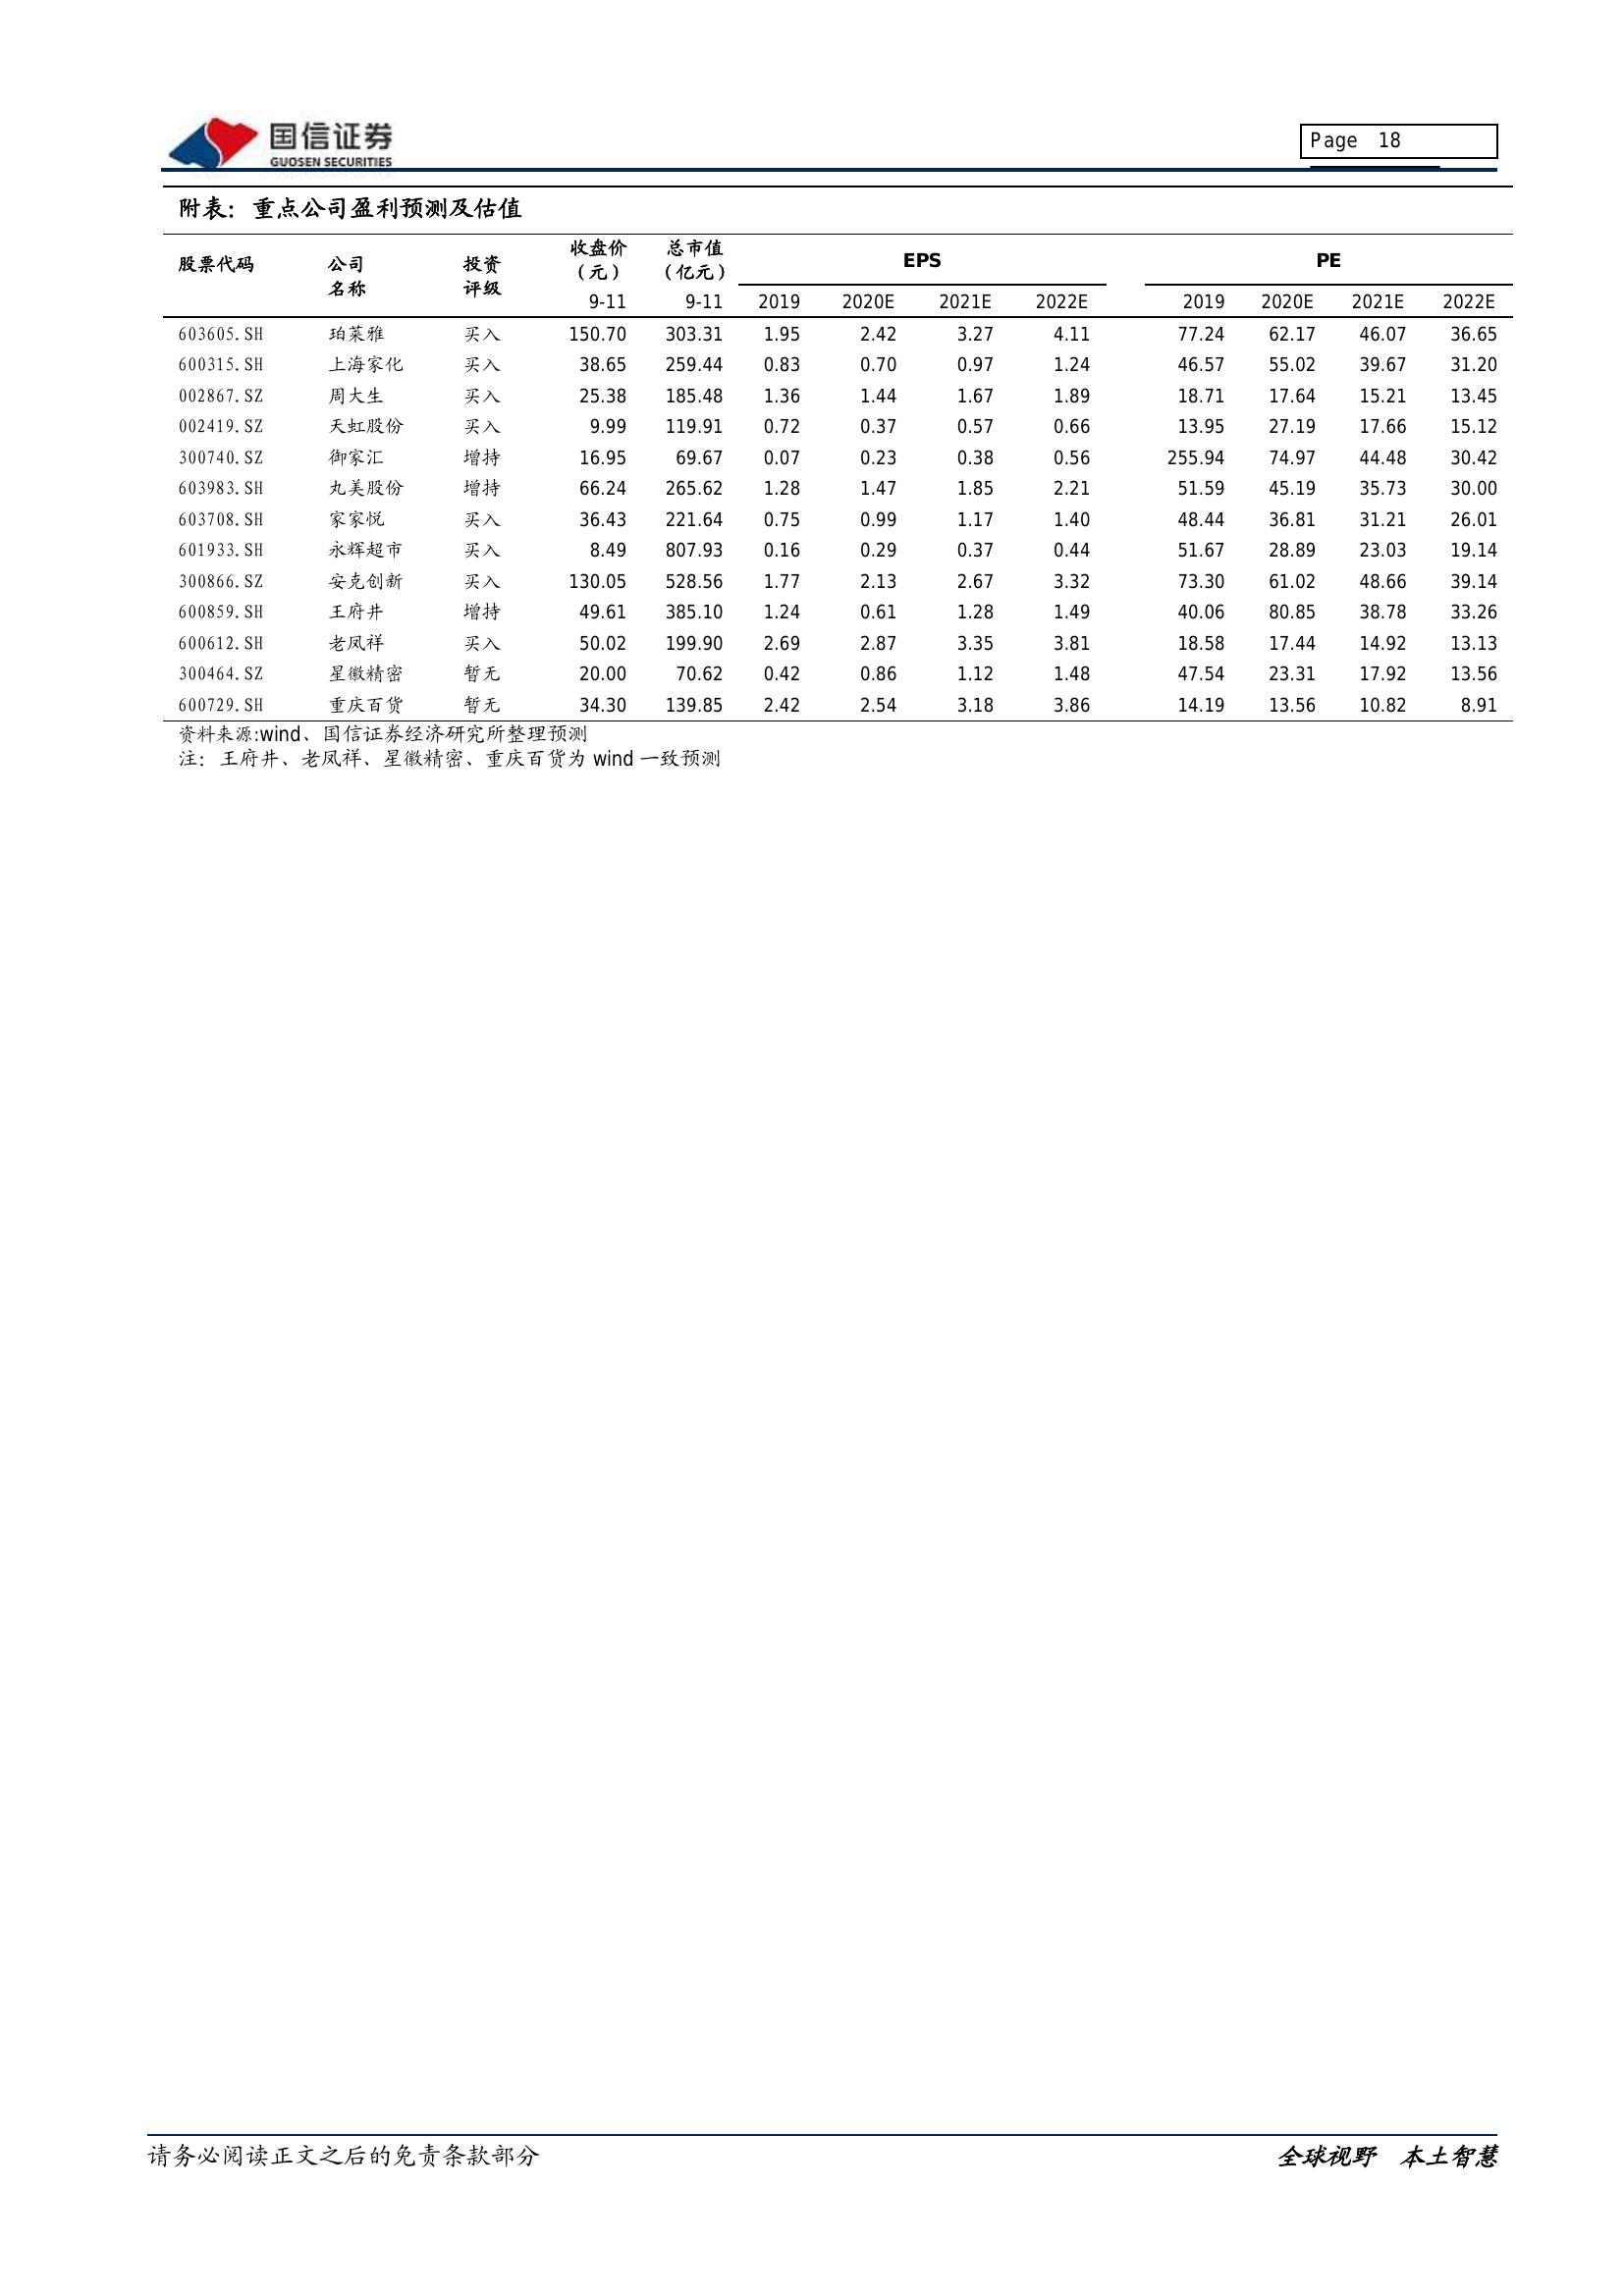 国信证券
GUOSEN SECURITIES
Page 18
附表：重点公司盈利预测及估值
股票代码 公司名称 投资评级 收盘价（元） 总市值（亿元） EPS PE
9-11 9-11 2019 2020E 2021E 2022E 2019 2020E 2021E 2022E
603605.SH 珀莱雅 买入 150.70 303.31 1.95 2.42 3.27 4.11 77.24 62.17 46.07 36.65
600315.SH 上海家化 买入 38.65 259.44 0.83 0.70 0.97 1.24 46.57 55.02 39.67 31.20
002867.SZ 周大生 买入 25.38 185.48 1.36 1.44 1.67 1.89 18.71 17.64 15.21 13.45
002419.SZ 天虹股份 买入 9.99 119.91 0.72 0.37 0.57 0.66 13.95 27.19 17.66 15.12
300740.SZ 御家汇 增持 16.95 69.67 0.07 0.23 0.38 0.56 255.94 74.97 44.48 30.42
603983.SH 丸美股份 增持 66.24 265.62 1.28 1.47 1.85 2.21 51.59 45.19 35.73 30.00
603708.SH 家家悦 买入 36.43 221.64 0.75 0.99 1.17 1.40 48.44 36.81 31.21 26.01
601933.SH 永辉超市 买入 8.49 807.93 0.16 0.29 0.37 0.44 51.67 28.89 23.03 19.14
300866.SZ 安克创新 买入 130.05 528.56 1.77 2.13 2.67 3.32 73.30 61.02 48.66 39.14
600859.SH 王府井 增持 49.61 385.10 1.24 0.61 1.28 1.49 40.06 80.85 38.78 33.26
600612.SH 老凤祥 买入 50.02 199.90 2.69 2.87 3.35 3.81 18.58 17.44 14.92 13.13
300464.SZ 星徽精密 暂无 20.00 70.62 0.42 0.86 1.12 1.48 47.54 23.31 17.92 13.56
600729.SH 重庆百货 暂无 34.30 139.85 2.42 2.54 3.18 3.86 14.19 13.56 10.82 8.91
资料来源:wind、国信证券经济研究所整理预测
注：王府井、老凤祥、星徽精密、重庆百货为 wind 一致预测
请务必阅读正文之后的免责条款部分 全球视野 本土智慧